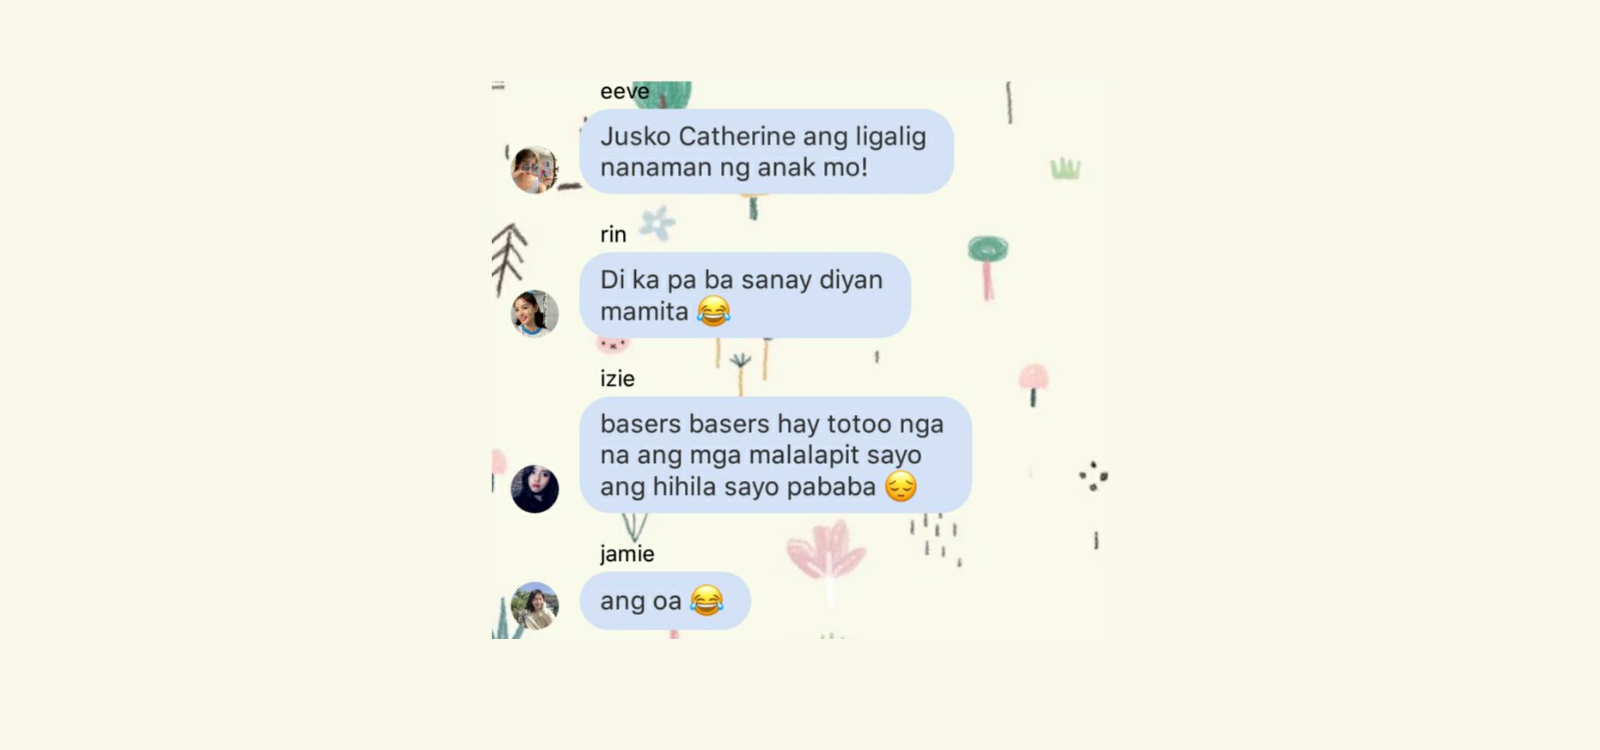 eeve
Jusko Catherine ang ligalig
nanaman ng anak mo!
rin
Di ka pa ba sanay diyan
mamita 😂
izie
basers basers hay totoo nga
na ang mga malalapit sayo
ang hihila sayo pababa 😔
jamie
ang oa 😂